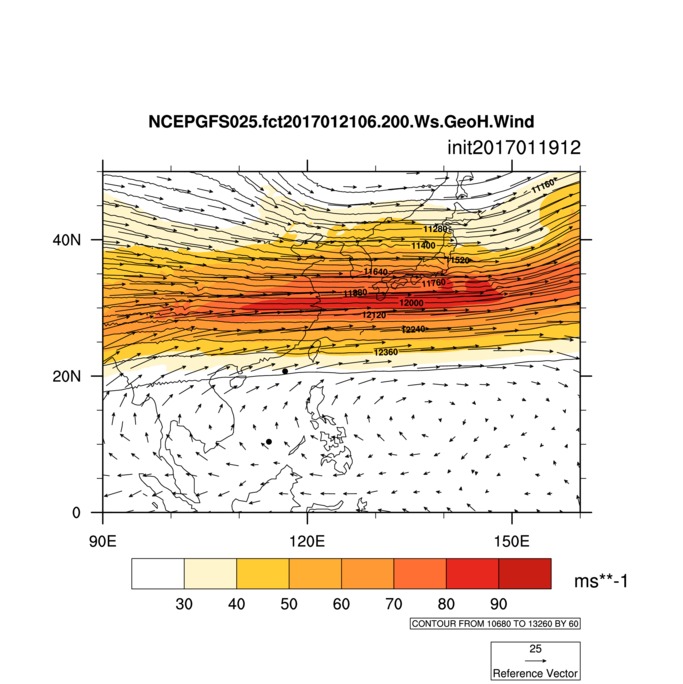 NCEPGFS025.fct2017012106.200.Ws.GeoH.Wind
init2017011912
11160
11280
40N
11400
11520
11640
11760
11880
12000
12120
12240
12360
20N
0
90E 120E 150E
ms**-1
30 40 50 60 70 80 90
CONTOUR FROM 10680 TO 13260 BY 60
25
Reference Vector